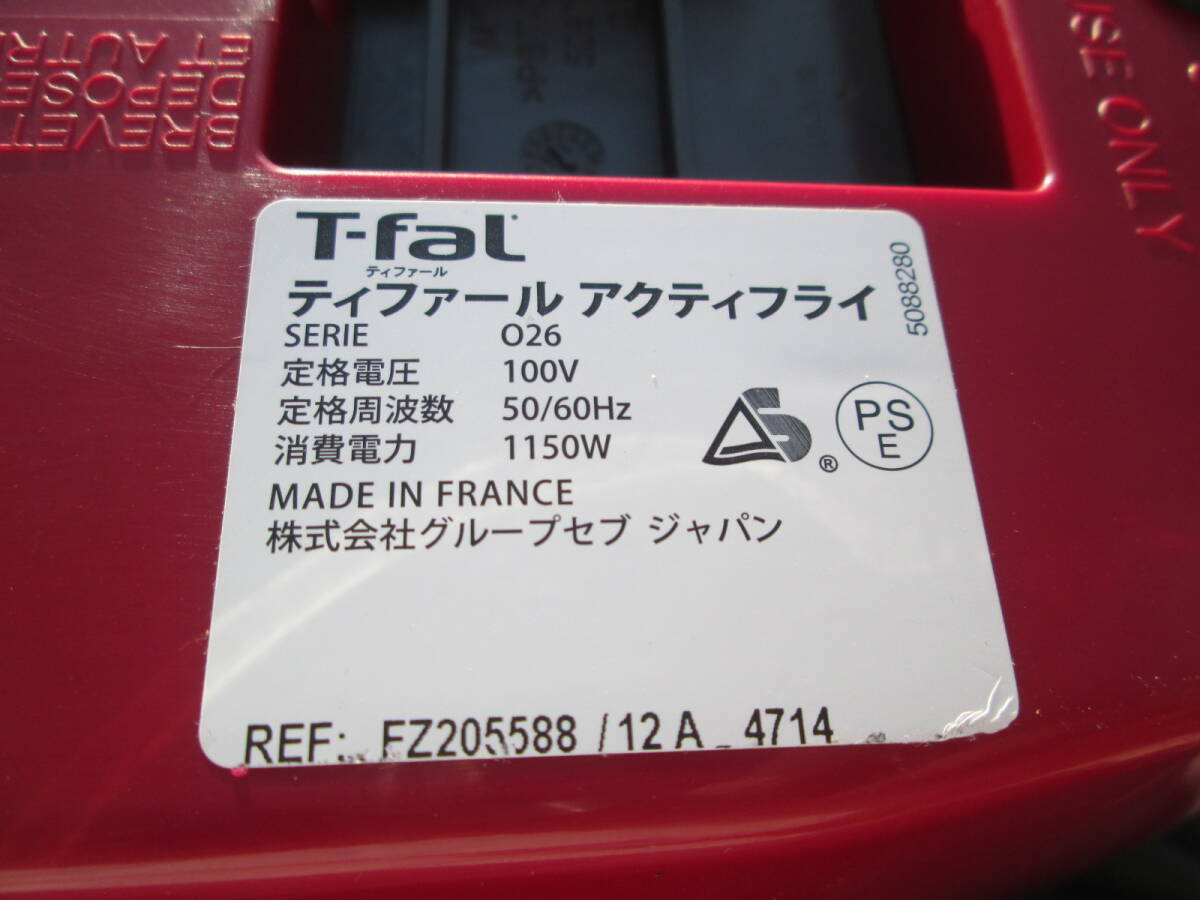 BREVET
DEPOSE
ET AUTRE
SE ONLY
T-fal
ティファール
ティファール アクティフライ
5088280
SERIE O26
定格電圧 100V
定格周波数 50/60Hz
消費電力 1150W
S ®
PS
E
MADE IN FRANCE
株式会社グループセブ ジャパン
REF: FZ205588 / 12 A 4714